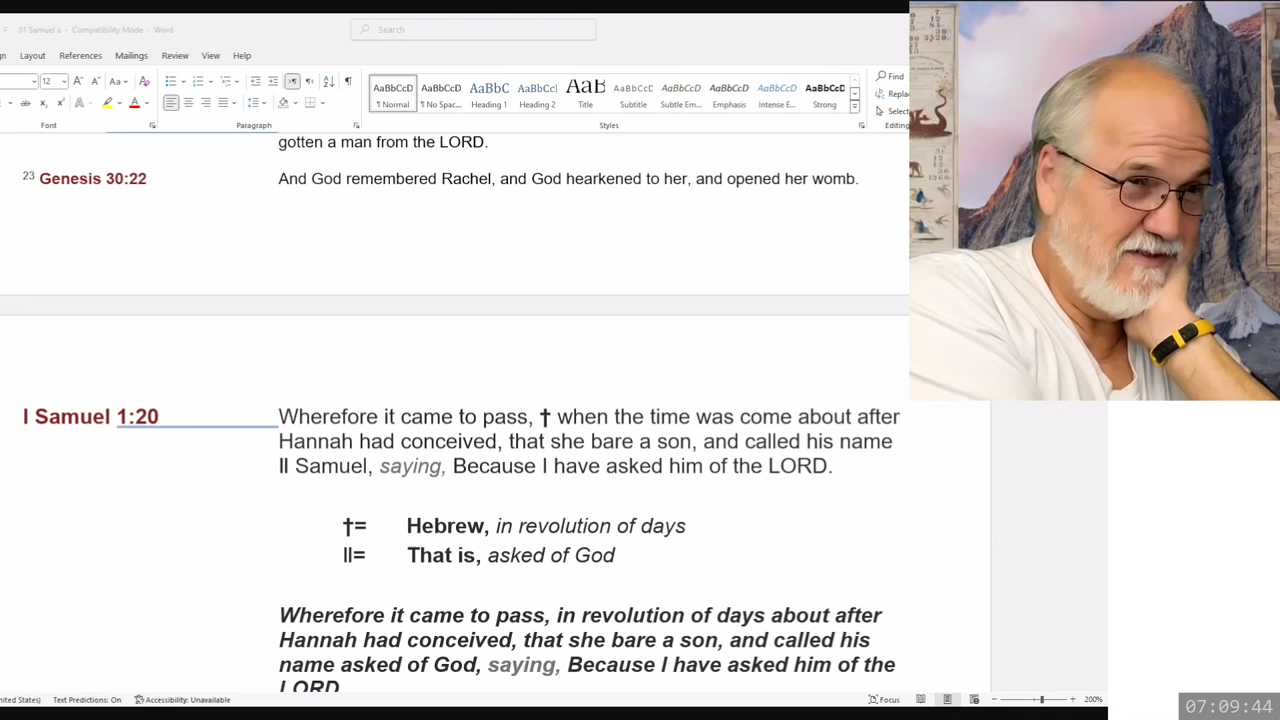 01 Samuel a - Compatibility Mode - Word
Search
Layout References Mailings Review View Help
12 Aa
AaBbCcD AaBbCcD AaBbC AaBbCcI AaB AaBbCcD AaBbCcD AaBbCcD AaBbCcD AaBbCcD
¶ Normal ¶ No Spac... Heading 1 Heading 2 Title Subtitle Subtle Em... Emphasis Intense E... Strong
Find
Repla
Select
Font Paragraph Styles Editing
gotten a man from the LORD.
23 Genesis 30:22 And God remembered Rachel, and God hearkened to her, and opened her womb.
I Samuel 1:20 Wherefore it came to pass, † when the time was come about after
Hannah had conceived, that she bare a son, and called his name
ǁ Samuel, saying, Because I have asked him of the LORD.
†= Hebrew, in revolution of days
ǁ= That is, asked of God
Wherefore it came to pass, in revolution of days about after
Hannah had conceived, that she bare a son, and called his
name asked of God, saying, Because I have asked him of the
LORD
nited States) Text Predictions: On Accessibility: Unavailable Focus 200%
07:09:44